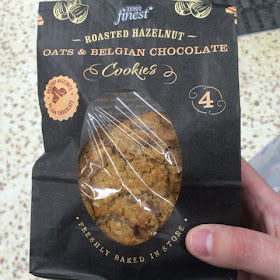 TESCO
finest*
ROASTED HAZELNUT
OATS & BELGIAN CHOCOLATE
Cookies
4
FRESHLY BAKED IN STORE